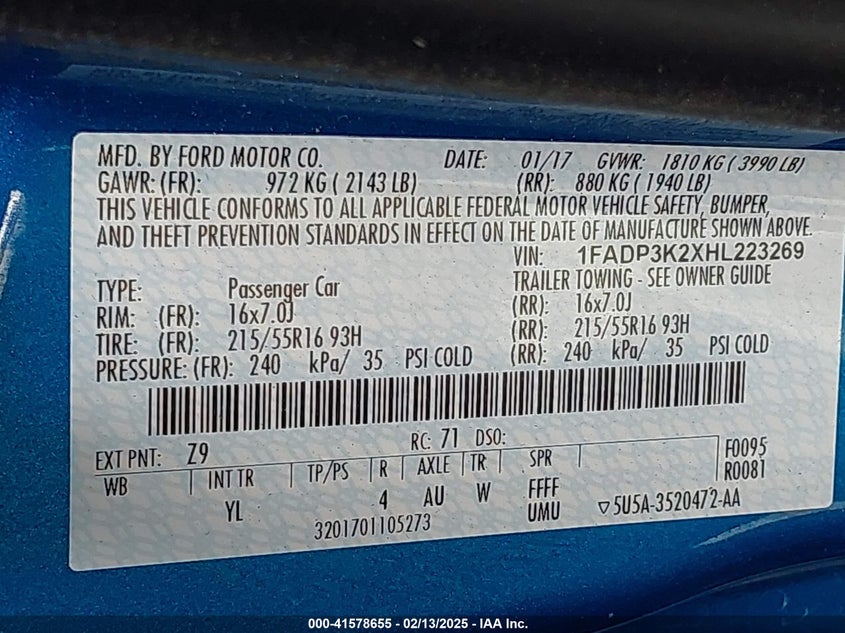 MFD. BY FORD MOTOR CO. DATE: 01/17 GVWR: 1810 KG ( 3990 LB)
GAWR: (FR): 972 KG ( 2143 LB) (RR): 880 KG ( 1940 LB)
THIS VEHICLE CONFORMS TO ALL APPLICABLE FEDERAL MOTOR VEHICLE SAFETY, BUMPER,
AND THEFT PREVENTION STANDARDS IN EFFECT ON THE DATE OF MANUFACTURE SHOWN ABOVE.
VIN: 1FADP3K2XHL223269
TYPE: Passenger Car TRAILER TOWING - SEE OWNER GUIDE
RIM: (FR): 16x7.0J (RR): 16x7.0J
TIRE: (FR): 215/55R16 93H (RR): 215/55R16 93H
PRESSURE: (FR): 240 kPa/ 35 PSI COLD (RR): 240 kPa/ 35 PSI COLD
EXT PNT: Z9 RC: 71 DSO: F0095
WB INT TR TP/PS R AXLE TR SPR R0081
YL 4 AU W FFFF
UMU ▽5U5A-3520472-AA
3201701105273
000-41578655 — 02/13/2025 — IAA Inc.